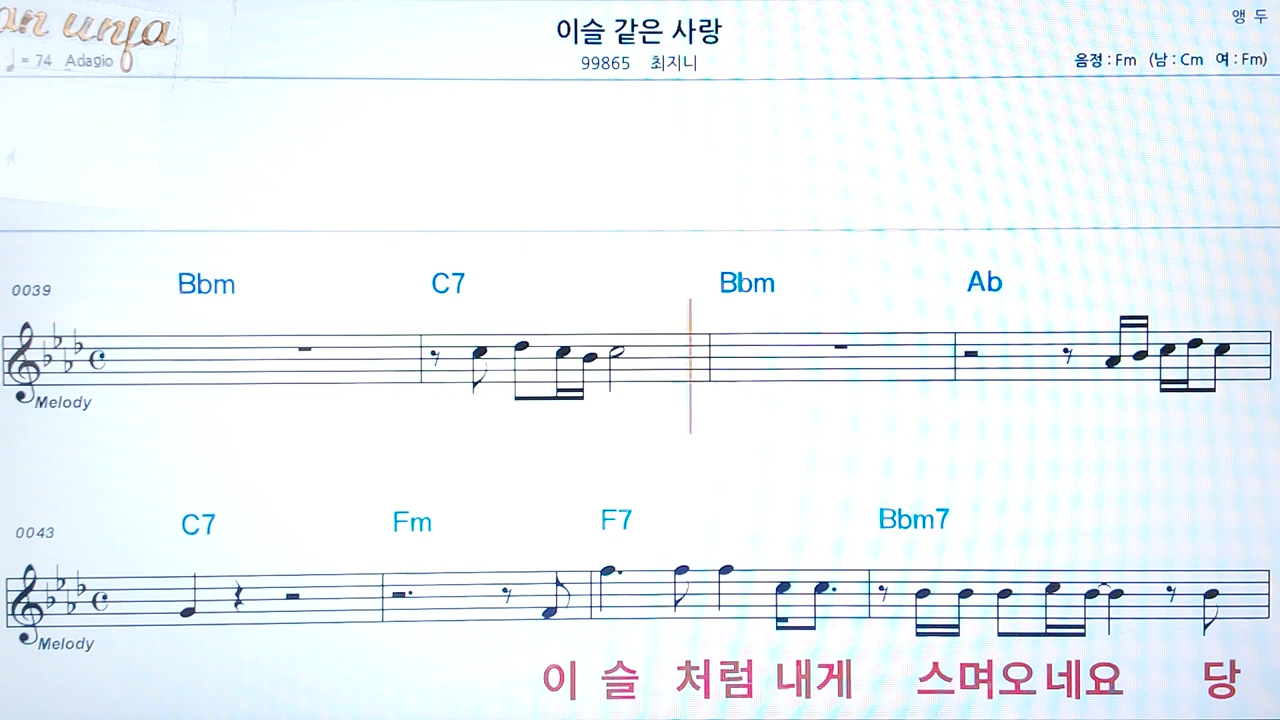 이슬 같은 사랑
앵 두
♩= 74 Adagio
99865 최지니
음정 : Fm (남 : Cm 여 : Fm)
0039 Bbm C7 Bbm Ab
Melody
0043 C7 Fm F7 Bbm7
Melody
이 슬 처럼 내게 스며오네요 당